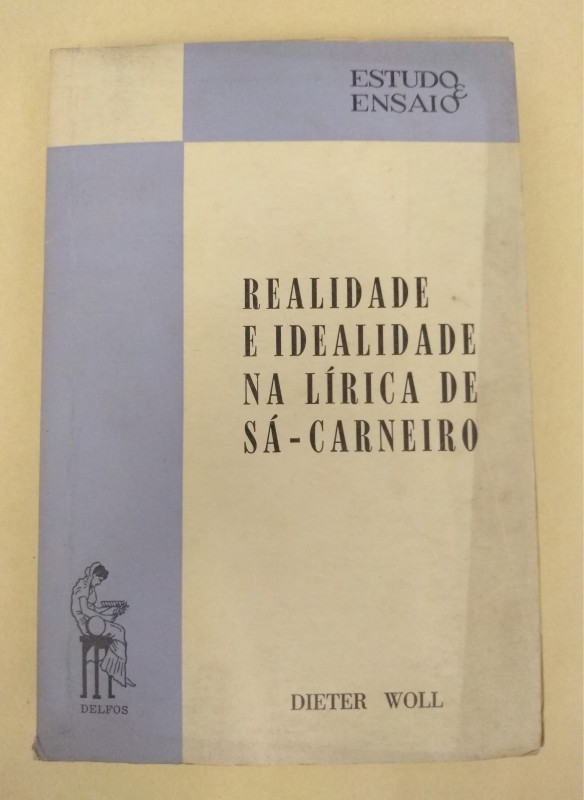 ESTUDO
& ENSAIO
REALIDADE
E IDEALIDADE
NA LÍRICA DE
SÁ-CARNEIRO
DELFOS
DIETER WOLL